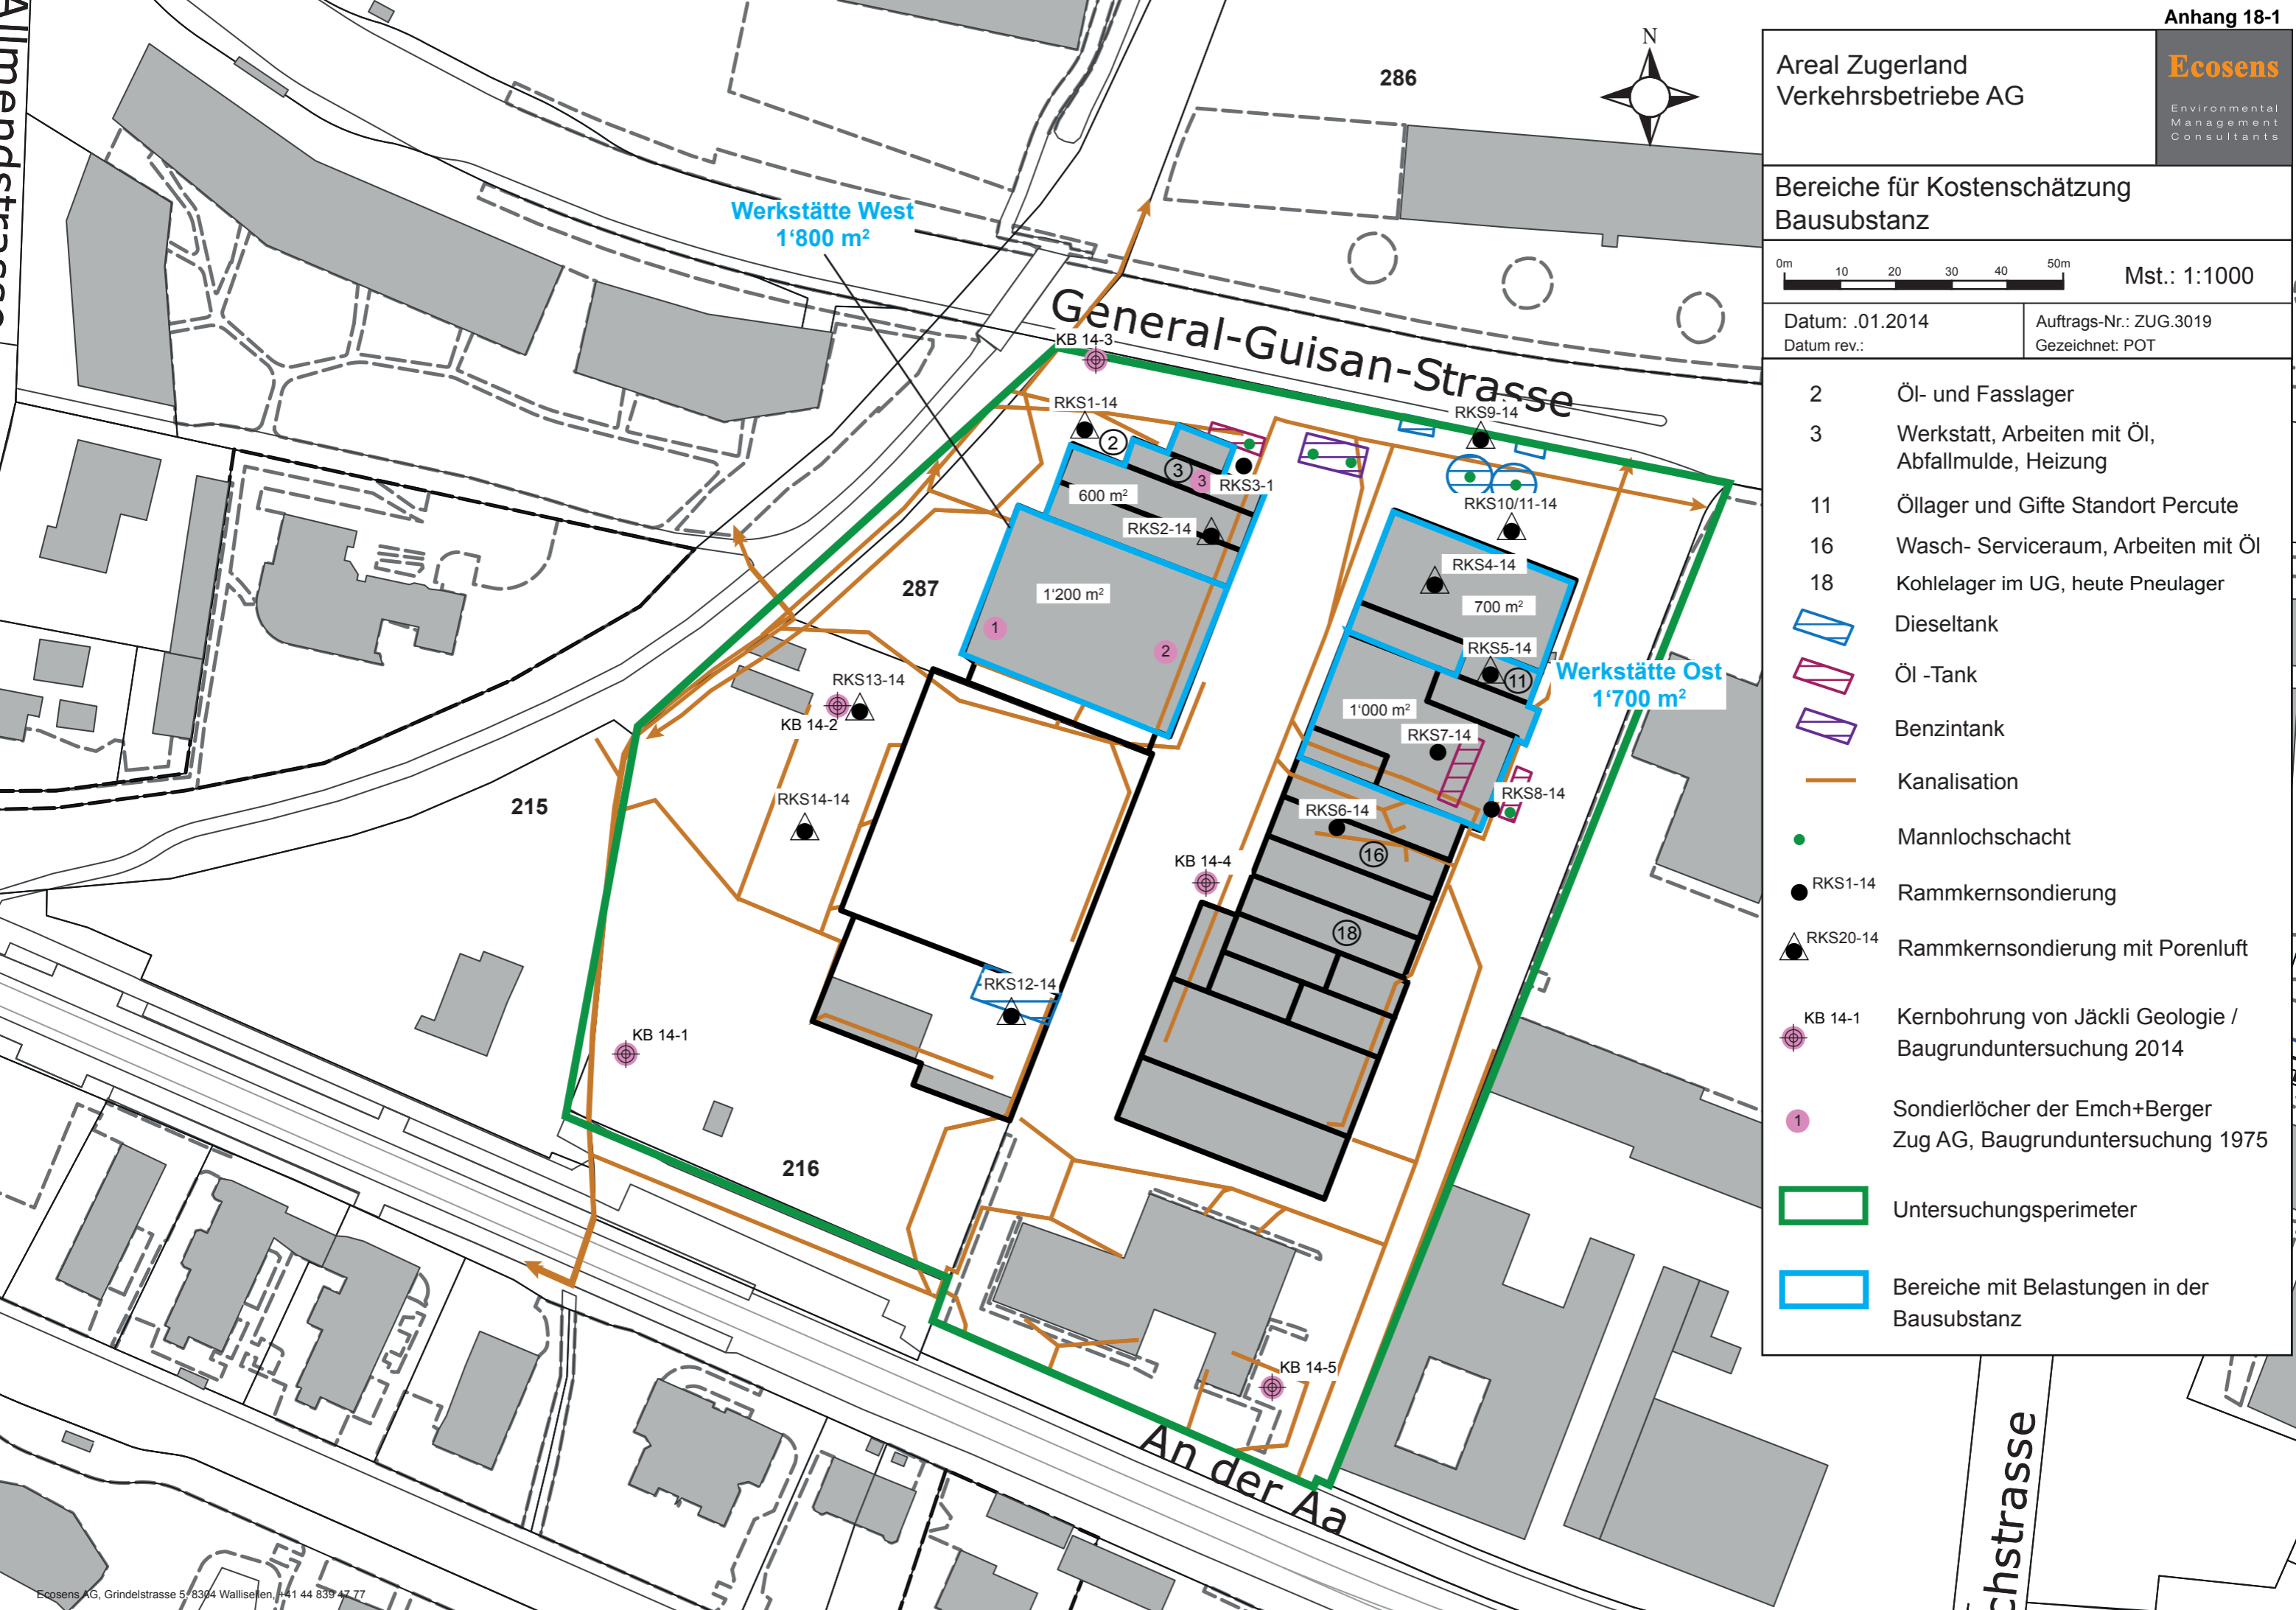 Anhang 18-1
Areal Zugerland
Verkehrsbetriebe AG
Ecosens
Environmental
Management
Consultants
Bereiche für Kostenschätzung
Bausubstanz
0m 10 20 30 40 50m
Mst.: 1:1000
Datum: .01.2014
Datum rev.:
Auftrags-Nr.: ZUG.3019
Gezeichnet: POT
2 Öl- und Fasslager
3 Werkstatt, Arbeiten mit Öl,
Abfallmulde, Heizung
11 Öllager und Gifte Standort Percute
16 Wasch- Serviceraum, Arbeiten mit Öl
18 Kohlelager im UG, heute Pneulager
Dieseltank
Öl -Tank
Benzintank
Kanalisation
Mannlochschacht
RKS1-14 Rammkernsondierung
RKS20-14 Rammkernsondierung mit Porenluft
KB 14-1 Kernbohrung von Jäckli Geologie /
Baugrunduntersuchung 2014
1 Sondierlöcher der Emch+Berger
Zug AG, Baugrunduntersuchung 1975
Untersuchungsperimeter
Bereiche mit Belastungen in der
Bausubstanz
Allmendstrasse
N
286
Werkstätte West
1‘800 m²
General-Guisan-Strasse
KB 14-3
RKS1-14
RKS9-14
2
3
3
RKS3-1
600 m²
RKS2-14
RKS10/11-14
RKS4-14
287
1‘200 m²
700 m²
1
2
RKS5-14
11
Werkstätte Ost
1‘700 m²
RKS13-14
KB 14-2
1‘000 m²
RKS7-14
RKS14-14
215
RKS8-14
RKS6-14
16
KB 14-4
18
RKS12-14
KB 14-1
216
KB 14-5
An der Aa
chstrasse
Ecosens AG, Grindelstrasse 5, 8304 Wallisellen, +41 44 839 47 77